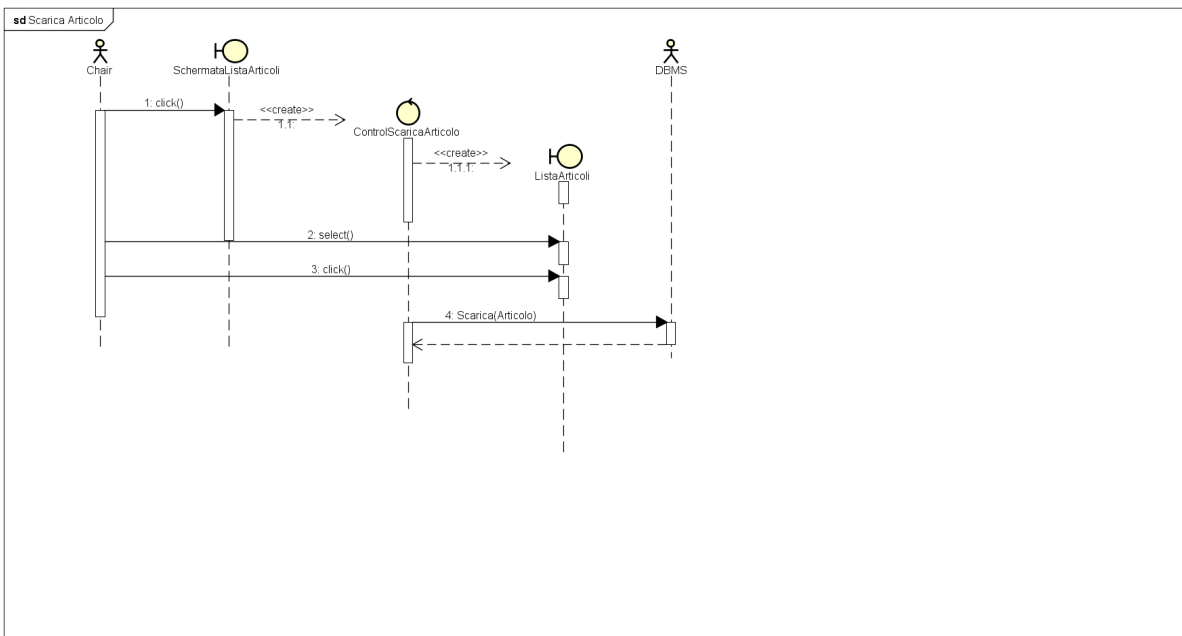 sd Scarica Articolo
Chair
SchermataListaArticoli
DBMS
1: click()
<<create>>
1.1:
ControlScaricaArticolo
<<create>>
1.1.1:
ListaArticoli
2: select()
3: click()
4: Scarica(Articolo)